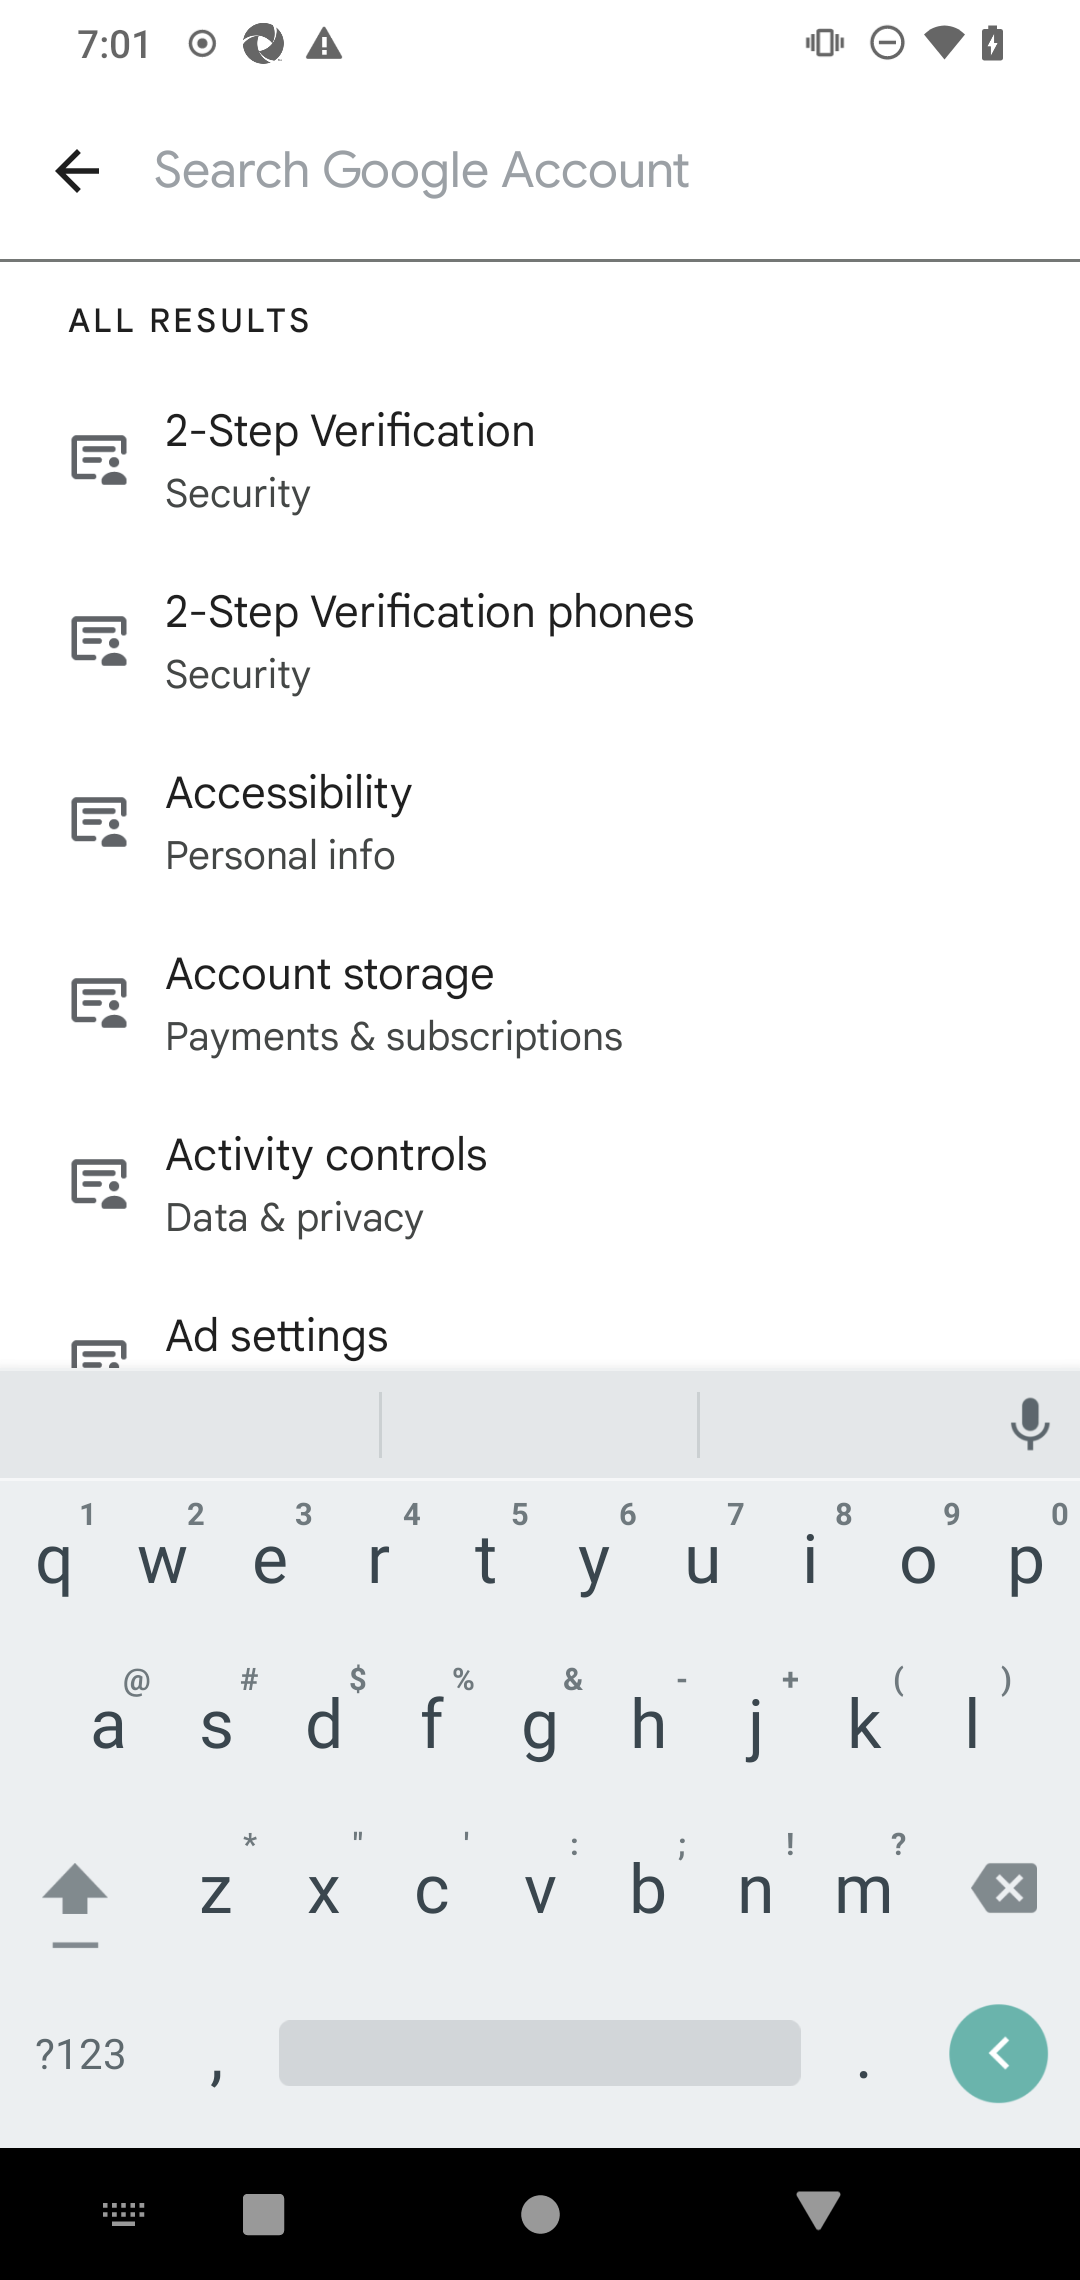 7:01
Search Google Account
ALL RESULTS
2-Step Verification
Security
2-Step Verification phones
Security
Accessibility
Personal info
Account storage
Payments & subscriptions
Activity controls
Data & privacy
Ad settings
1 2 3 4 5 6 7 8 9 0
q w e r t y u i o p
@ # $ % & - + ( )
a s d f g h j k l
* " ' : ; ! ?
z x c v b n m
?123 , .